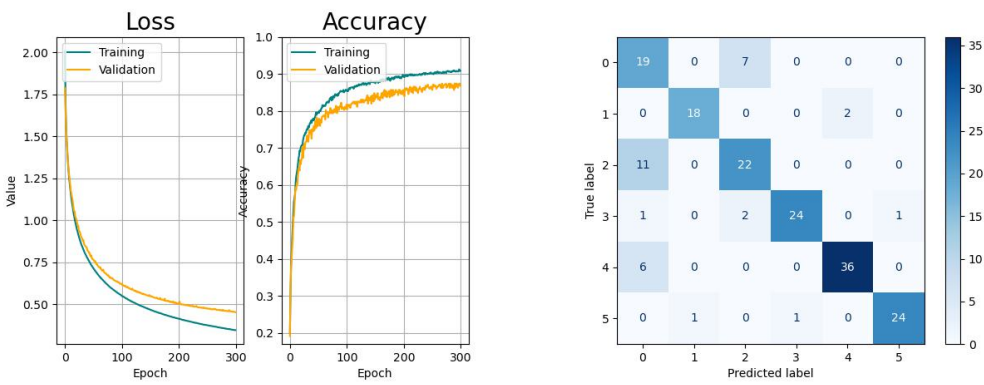 Loss
Training
Validation
2.00
1.75
1.50
1.25
1.00
0.75
0.50
Value
0 100 200 300
Epoch
Accuracy
Training
Validation
1.0
0.9
0.8
0.7
0.6
0.5
0.4
0.3
0.2
Accuracy
0 100 200 300
Epoch
True label
0 19 0 7 0 0 0
1 0 18 0 0 2 0
2 11 0 22 0 0 0
3 1 0 2 24 0 1
4 6 0 0 0 36 0
5 0 1 0 1 0 24
0 1 2 3 4 5
Predicted label
35
30
25
20
15
10
5
0